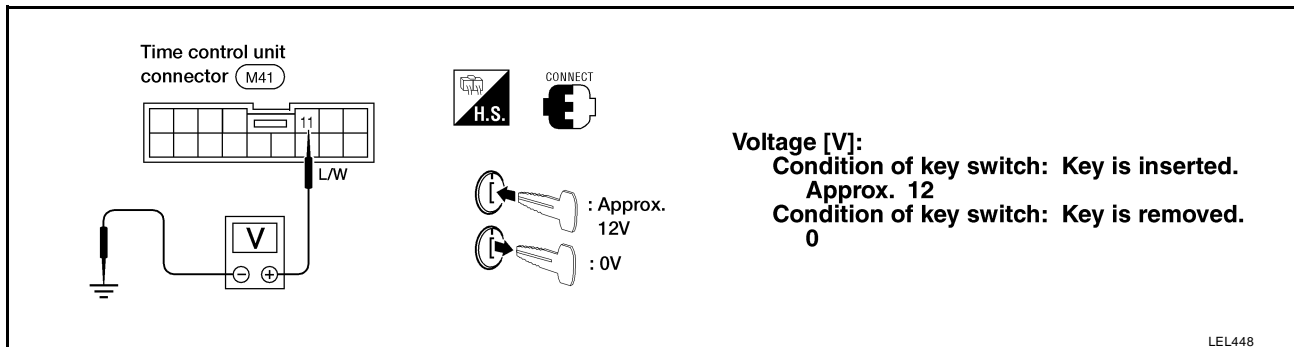 Time control unit
connector M41
11
L/W
V
H.S.
CONNECT
: Approx.
12V
: 0V
Voltage [V]:
Condition of key switch: Key is inserted.
Approx. 12
Condition of key switch: Key is removed.
0
LEL448